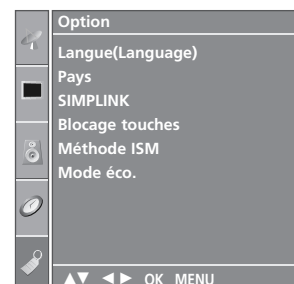 Option
Langue(Language)
Pays
SIMPLINK
Blocage touches
Méthode ISM
Mode éco.
▲▼ ◄► OK MENU